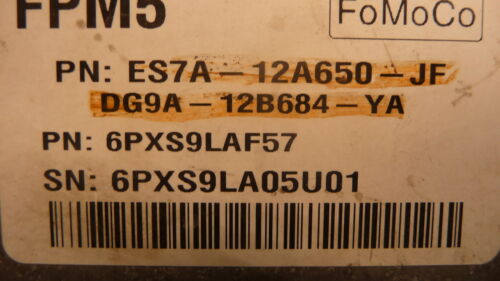 FPM5
FoMoCo
PN: ES7A-12A650-JF
DG9A-12B684-YA
PN: 6PXS9LAF57
SN: 6PXS9LA05U01